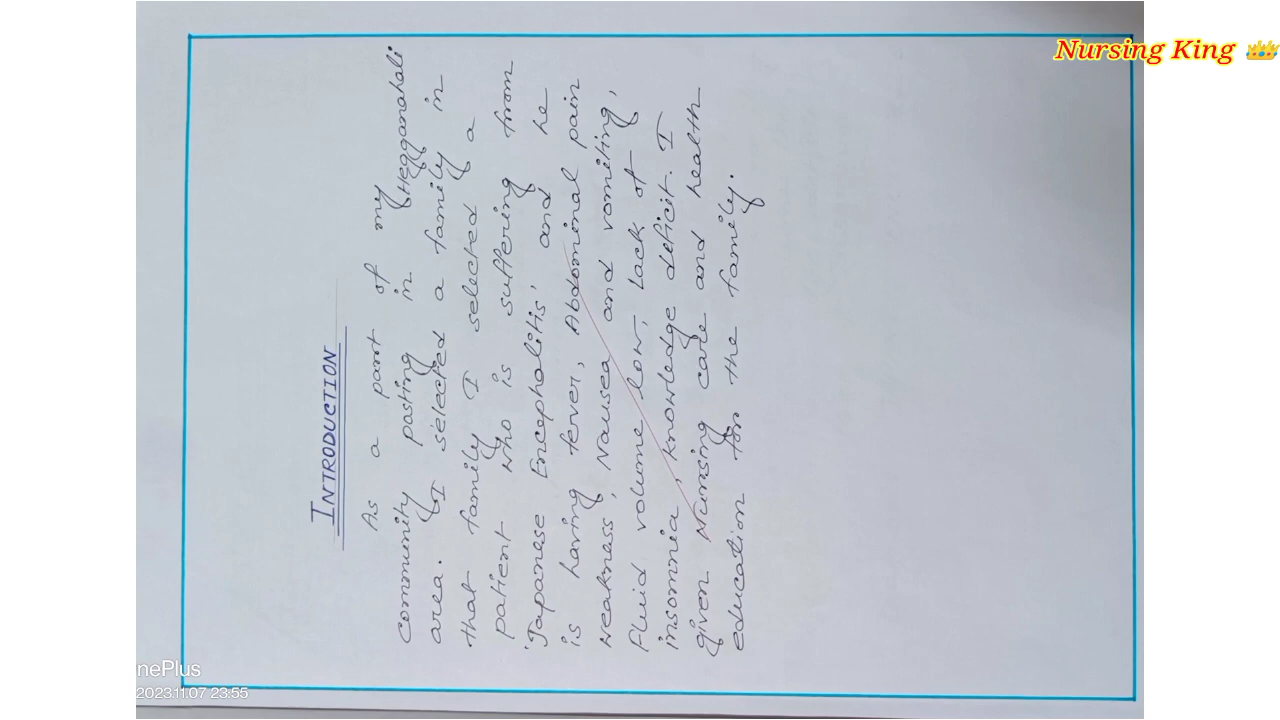 Nursing King
INTRODUCTION
As a part of my
community posting in Hegganahali
area. I selected a family in
that family I selected a
patient who is suffering from
'Japanese Encephalitis' and he
is having fever, Abdominal pain
weakness, Nausea and vomiting,
Fluid volume low, Lack of
insomnia, knowledge deficit. I
given Nursing care and health
education for the family.
nePlus
2023.11.07 23:55